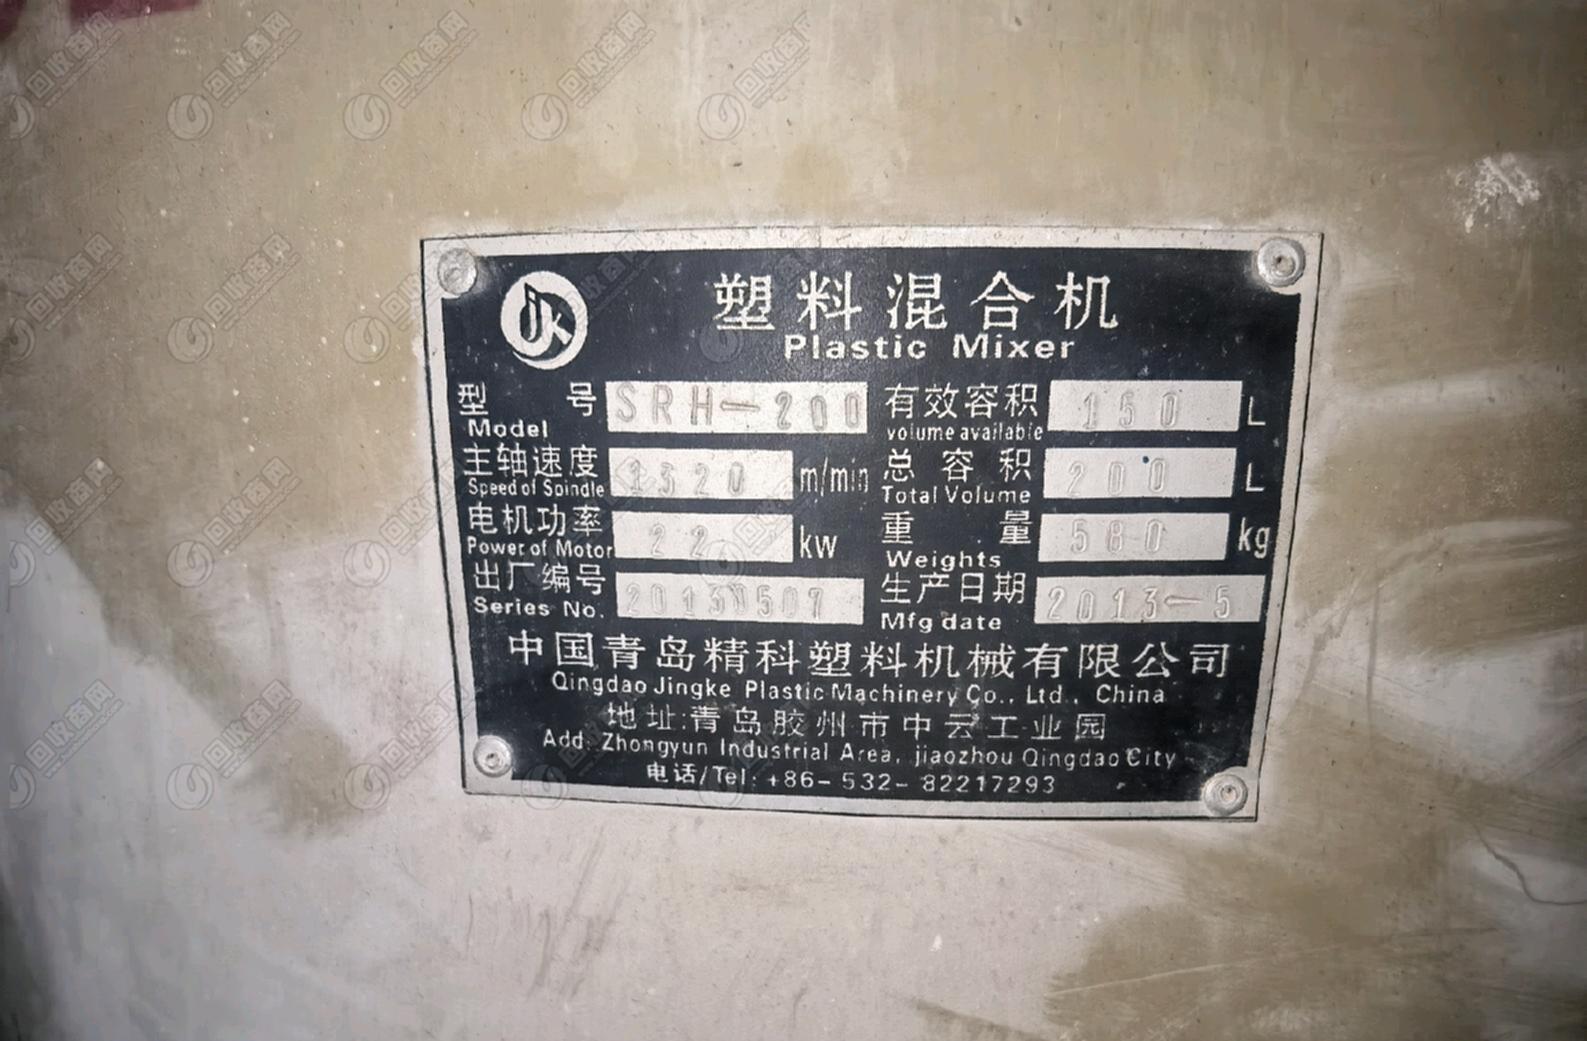 塑料混合机
Plastic Mixer
型号 SRH-200 有效容积 150 L
Model volume available
主轴速度 1320 m/min 总容积 200 L
Speed of Spindle Total Volume
电机功率 22 kw 重量 580 kg
Power of Motor Weights
出厂编号 20130507 生产日期 2013-5
Series No. Mfg date
中国青岛精科塑料机械有限公司
Qingdao Jingke Plastic Machinery Co., Ltd., China
地址:青岛胶州市中云工业园
Add: Zhongyun Industrial Area, jiaozhou Qingdao City
电话/Tel: +86-532-82217293
回收商网